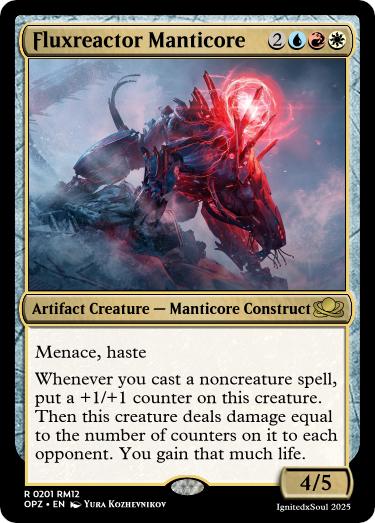 Fluxreactor Manticore 2
Artifact Creature — Manticore Construct
Menace, haste
Whenever you cast a noncreature spell,
put a +1/+1 counter on this creature.
Then this creature deals damage equal
to the number of counters on it to each
opponent. You gain that much life.
4/5
R 0201 RM12
OPZ • EN Yura Kozhevnikov
IgnitedxSoul 2025